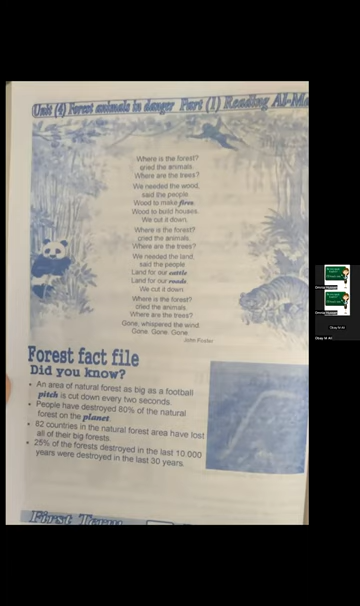 Unit (4) Forest animals in danger Part (1) Reading Al-Mo
Where is the forest?
cried the animals.
Where are the trees?
We needed the wood,
said the people
Wood to make fires,
Wood to build houses,
We cut it down.
Where is the forest?
cried the animals.
Where are the trees?
We needed the land
said the people
Land for our cattle
Land for our roads
We cut it down
Where is the forest?
cried the animals.
Where are the trees?
Gone, whispered the wind.
Gone. Gone. Gone.
John Foster
Forest fact file
Did you know?
• An area of natural forest as big as a football
pitch is cut down every two seconds.
• People have destroyed 80% of the natural
forest on the planet.
• 82 countries in the natural forest area have lost
all of their big forests.
• 25% of the forests destroyed in the last 10.000
years were destroyed in the last 30 years.
First Term